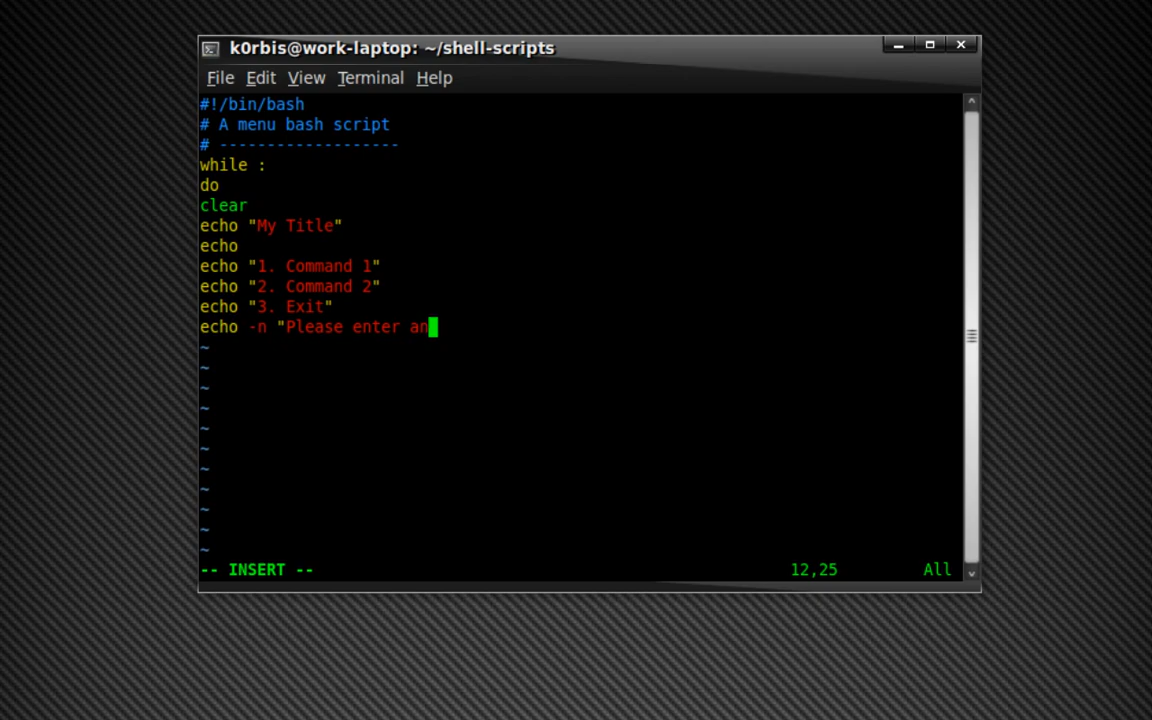 k0rbis@work-laptop: ~/shell-scripts
File Edit View Terminal Help
#!/bin/bash
# A menu bash script
# -------------------
while :
do
clear
echo "My Title"
echo
echo "1. Command 1"
echo "2. Command 2"
echo "3. Exit"
echo -n "Please enter an
~
~
~
~
~
~
~
~
~
~
~
-- INSERT -- 12,25 All